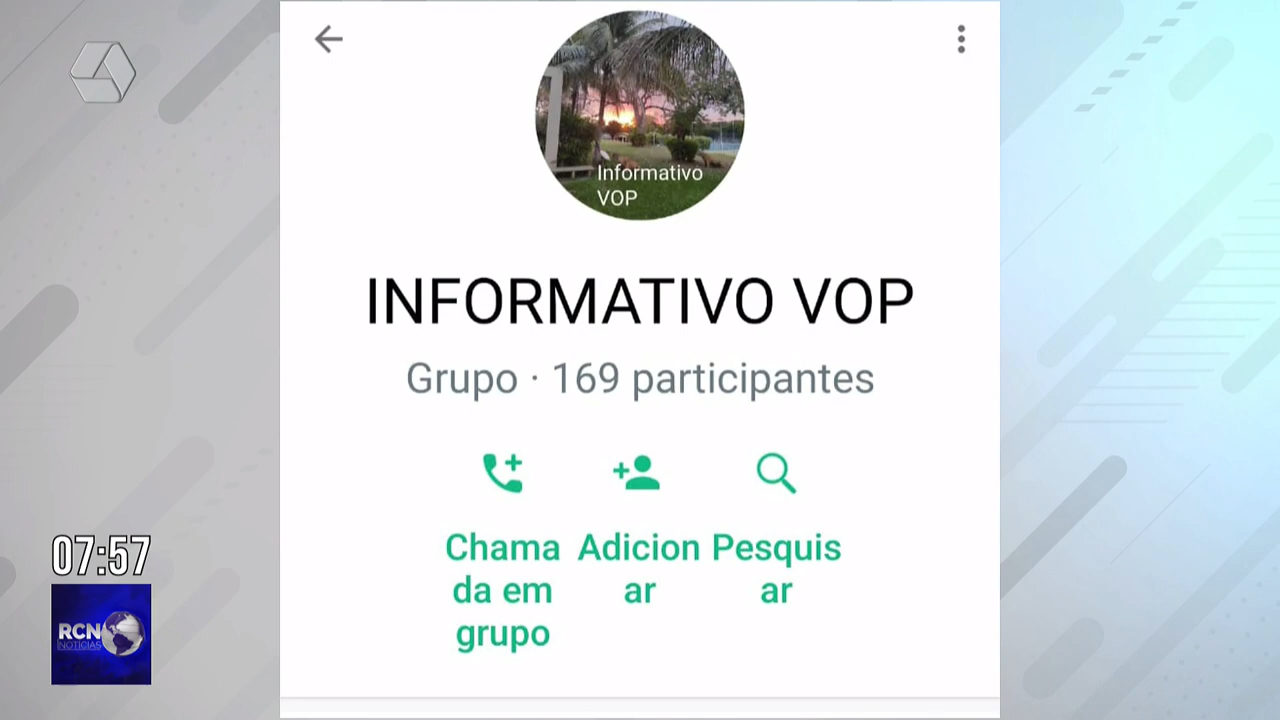 Informativo
VOP
INFORMATIVO VOP
Grupo · 169 participantes
Chama
da em
grupo
Adicion
ar
Pesquis
ar
07:57
RCN
NOTÍCIAS